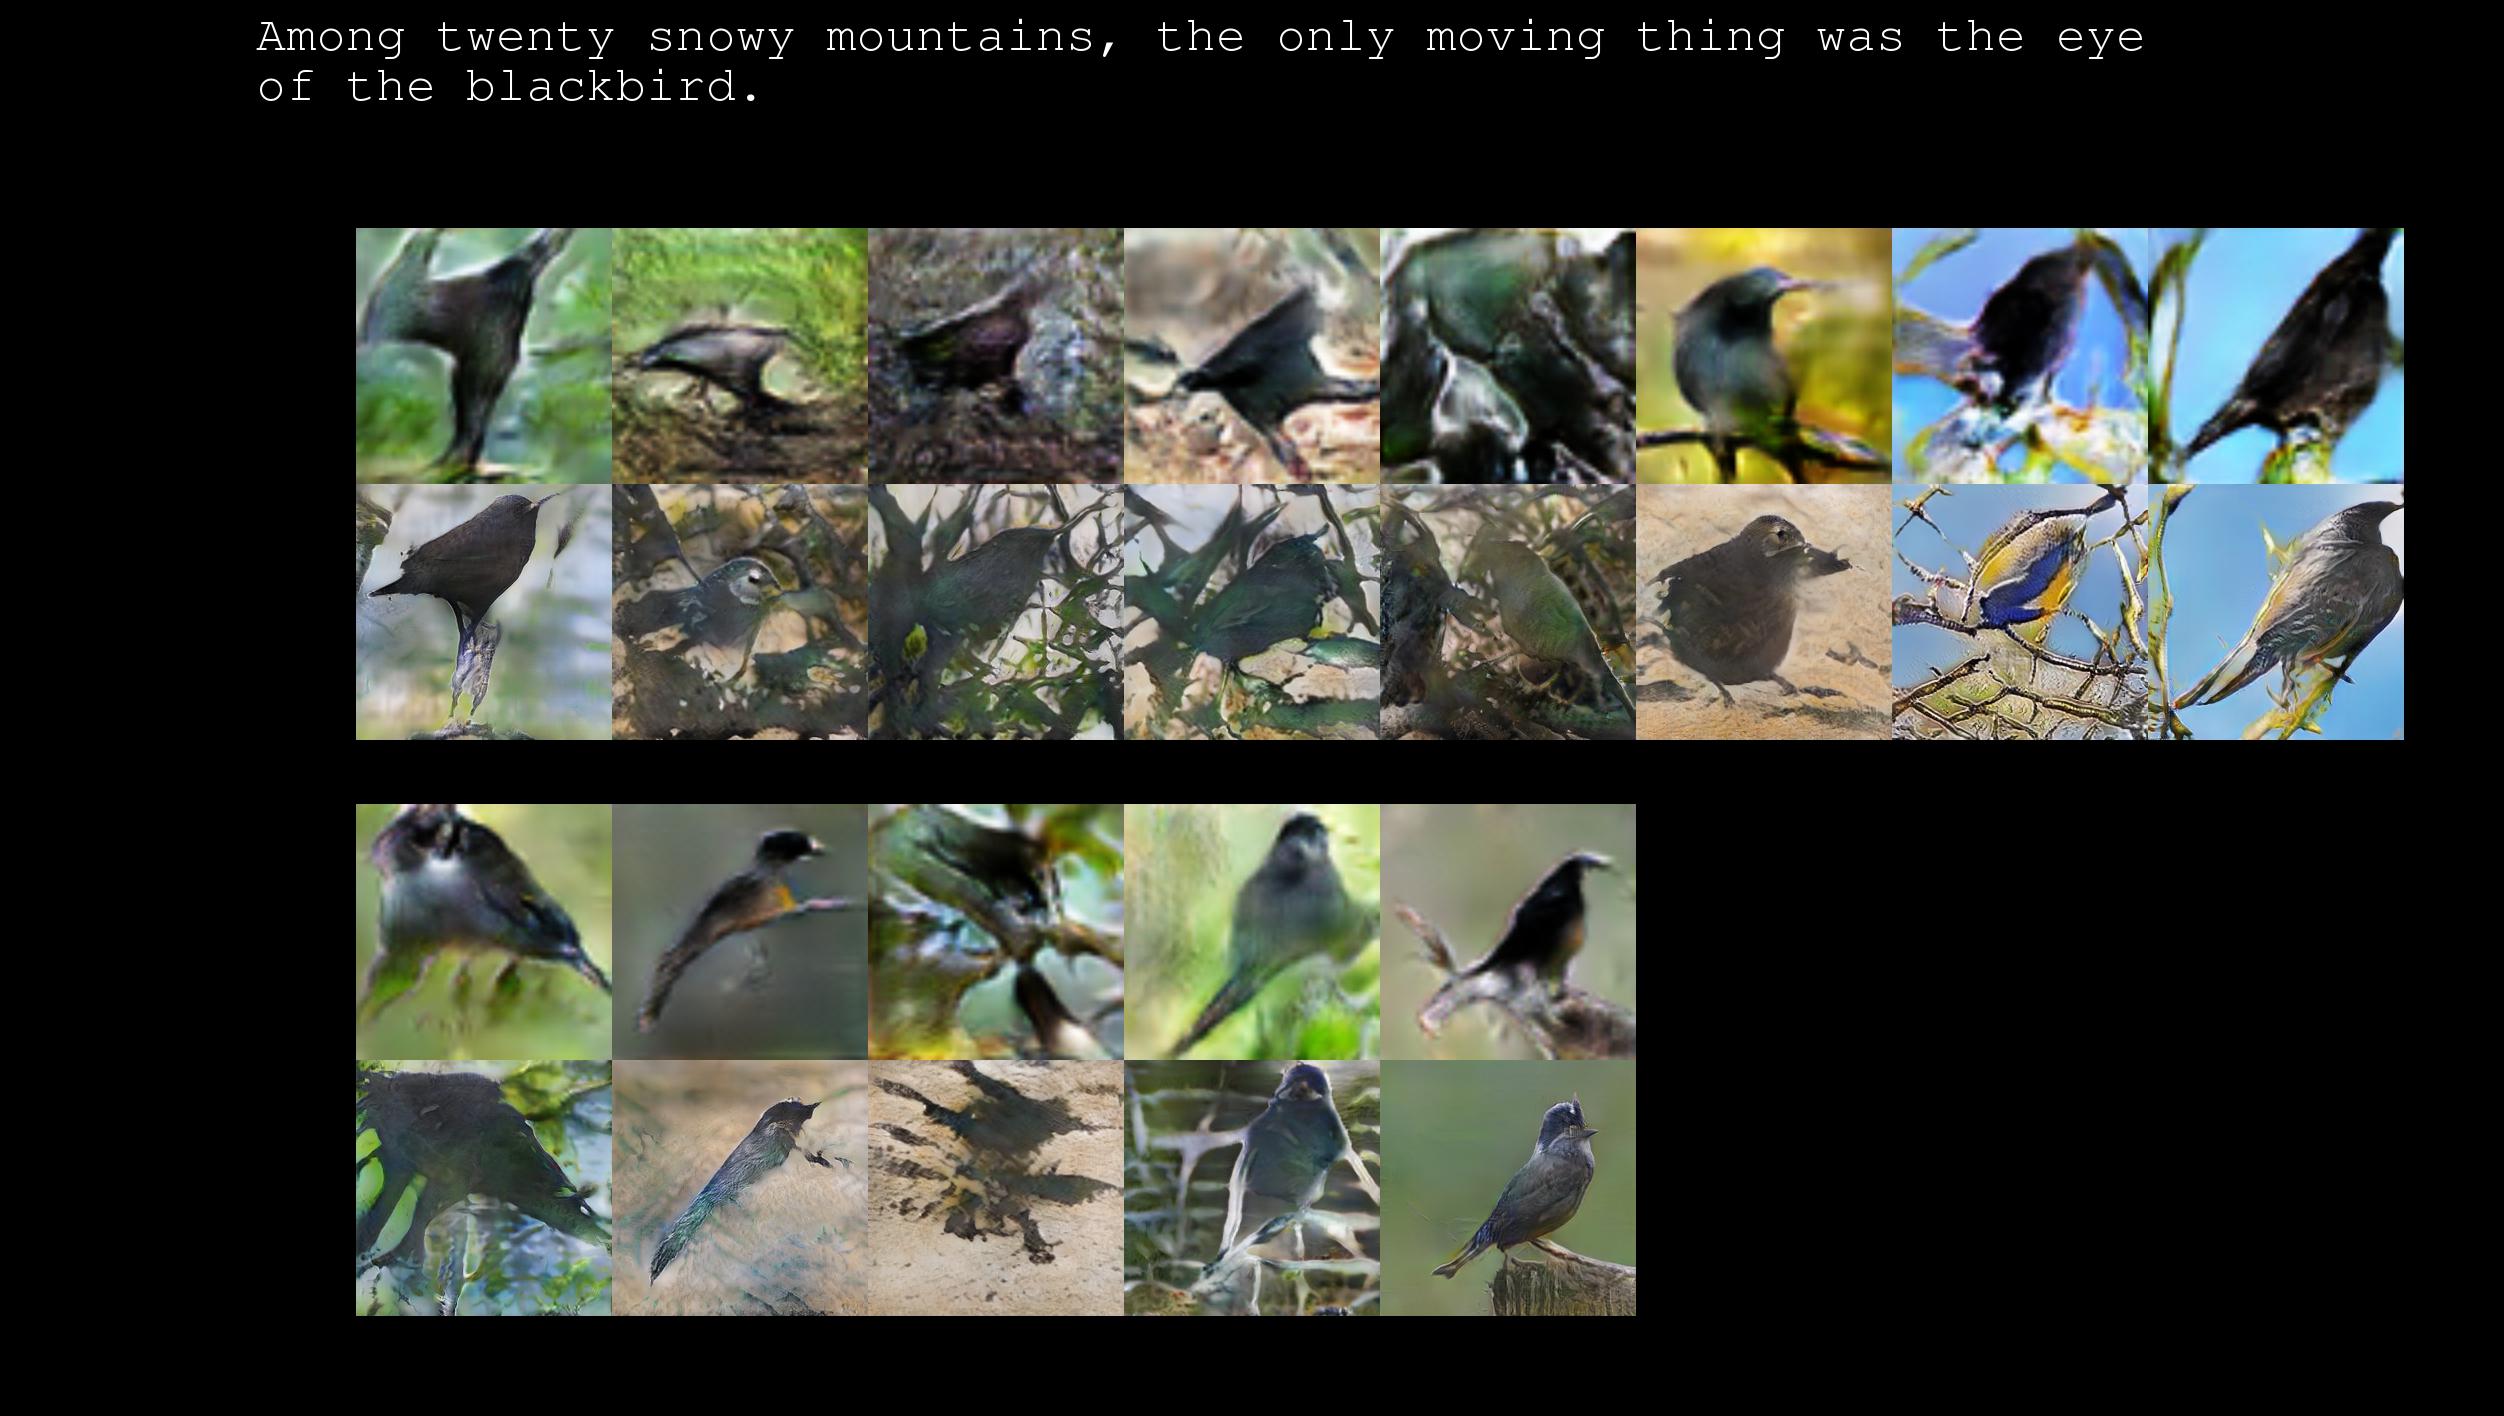 Among twenty snowy mountains, the only moving thing was the eye
of the blackbird.